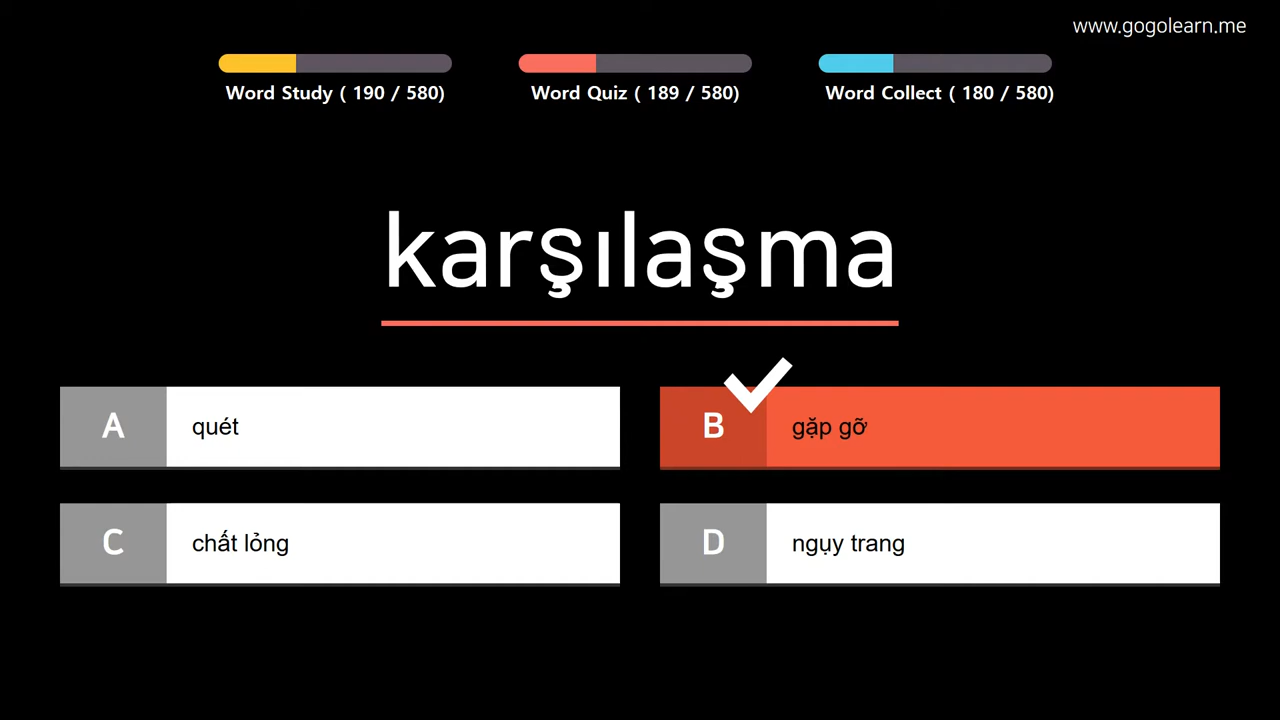 www.gogolearn.me
Word Study ( 190 / 580)
Word Quiz ( 189 / 580)
Word Collect ( 180 / 580)
karşılaşma
A quét
B gặp gỡ
C chất lỏng
D ngụy trang